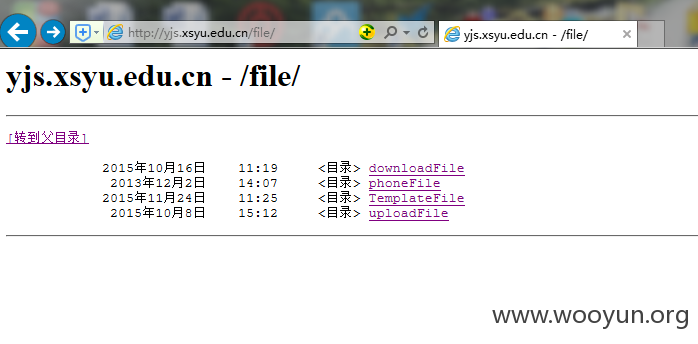 http://yjs.xsyu.edu.cn/file/
yjs.xsyu.edu.cn - /file/
yjs.xsyu.edu.cn - /file/
[转到父目录]
2015年10月16日 11:19 <目录> downloadFile
2013年12月2日 14:07 <目录> phoneFile
2015年11月24日 11:25 <目录> TemplateFile
2015年10月8日 15:12 <目录> uploadFile
www.wooyun.org